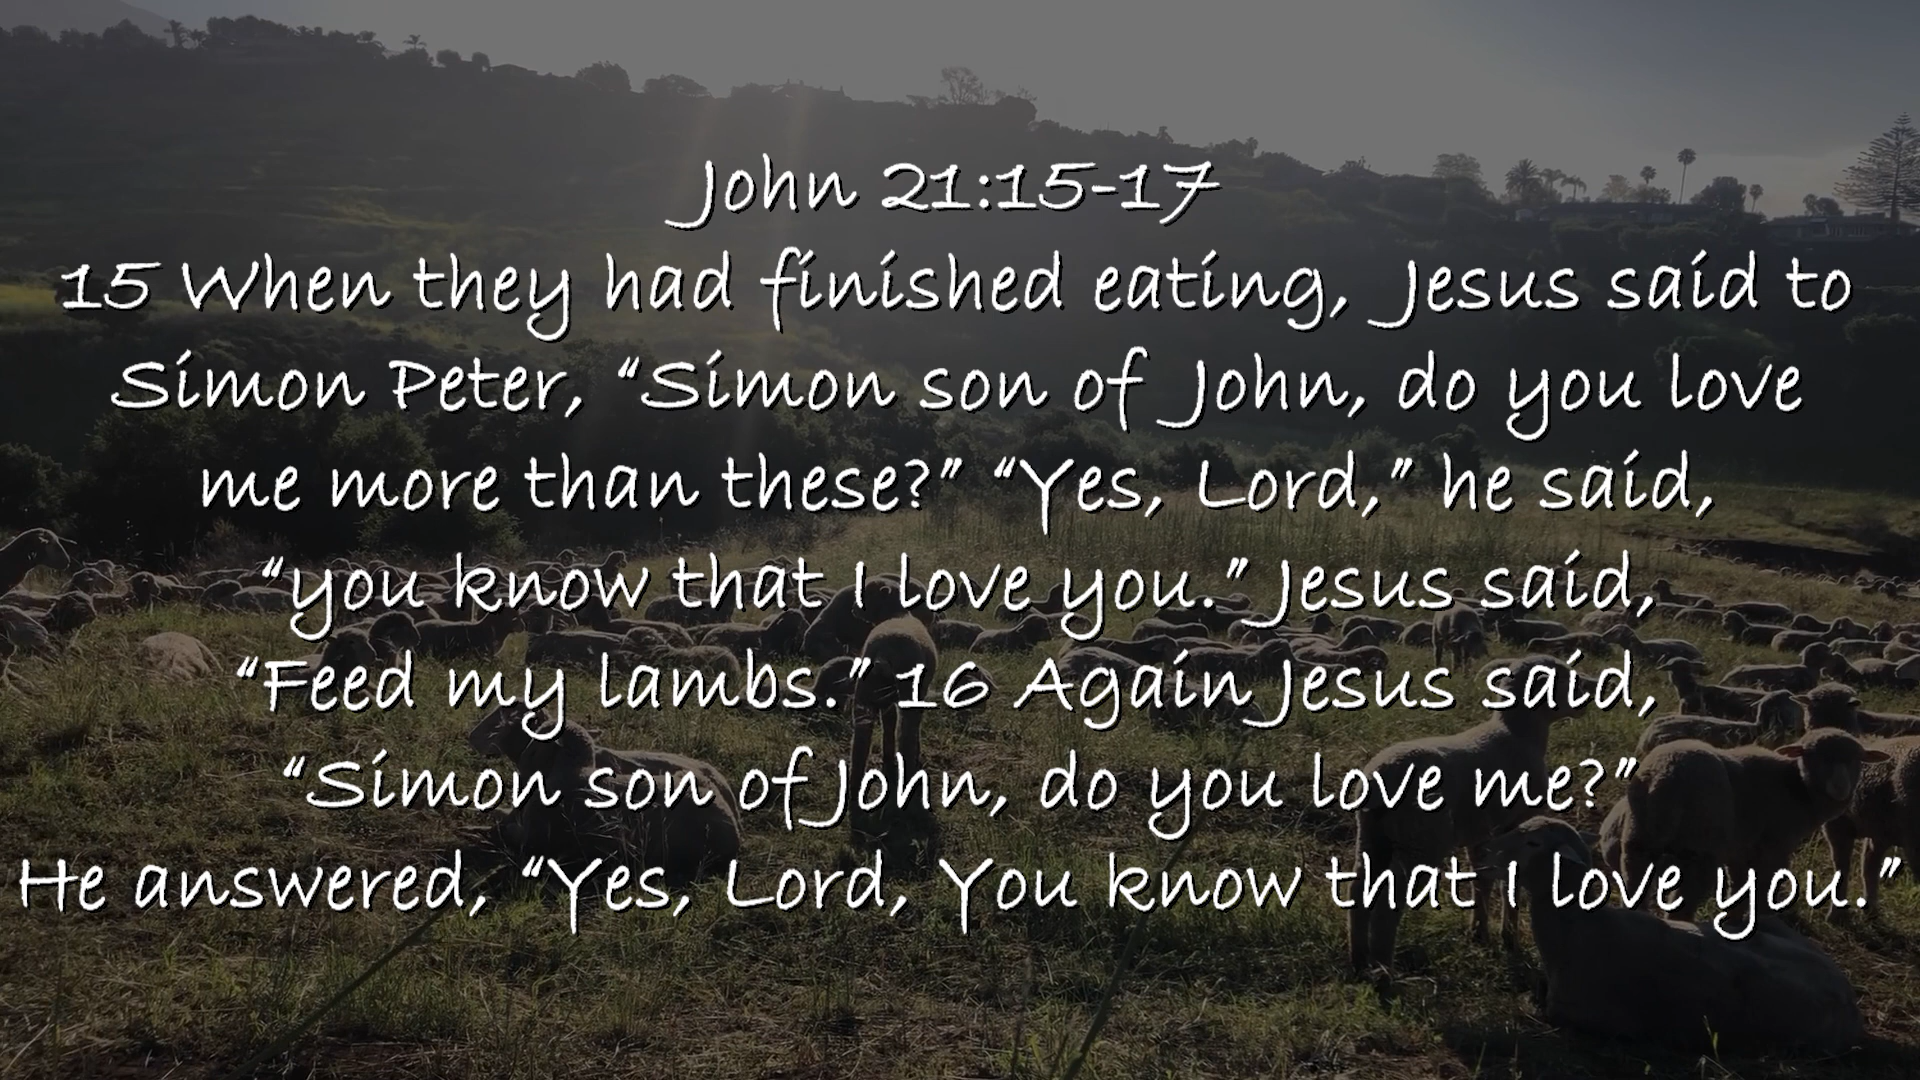 John 21:15-17
15 When they had finished eating, Jesus said to
Simon Peter, “Simon son of John, do you love
me more than these?” “Yes, Lord,” he said,
“you know that I love you.” Jesus said,
“Feed my lambs.” 16 Again Jesus said,
“Simon son of John, do you love me?”
He answered, “Yes, Lord, You know that I love you.”